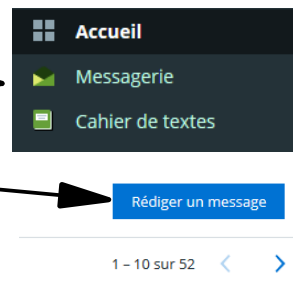 Accueil
Messagerie
Cahier de textes
Rédiger un message
1 – 10 sur 52